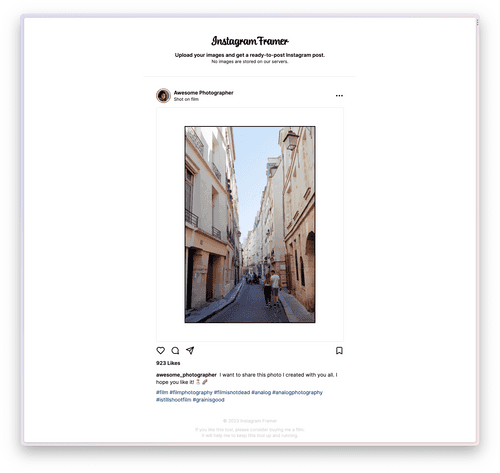 Instagram Framer
Upload your images and get a ready-to-post Instagram post.
No images are stored on our servers.
Awesome Photographer
Shot on film
923 Likes
awesome_photographer I want to share this photo I created with you all. I
hope you like it!
#film #filmphotography #filmisnotdead #analog #analogphotography
#istillshootfilm #grainisgood
© 2023 Instagram Framer
If you like this tool, please consider buying me a film.
It will help me to keep this tool up and running.